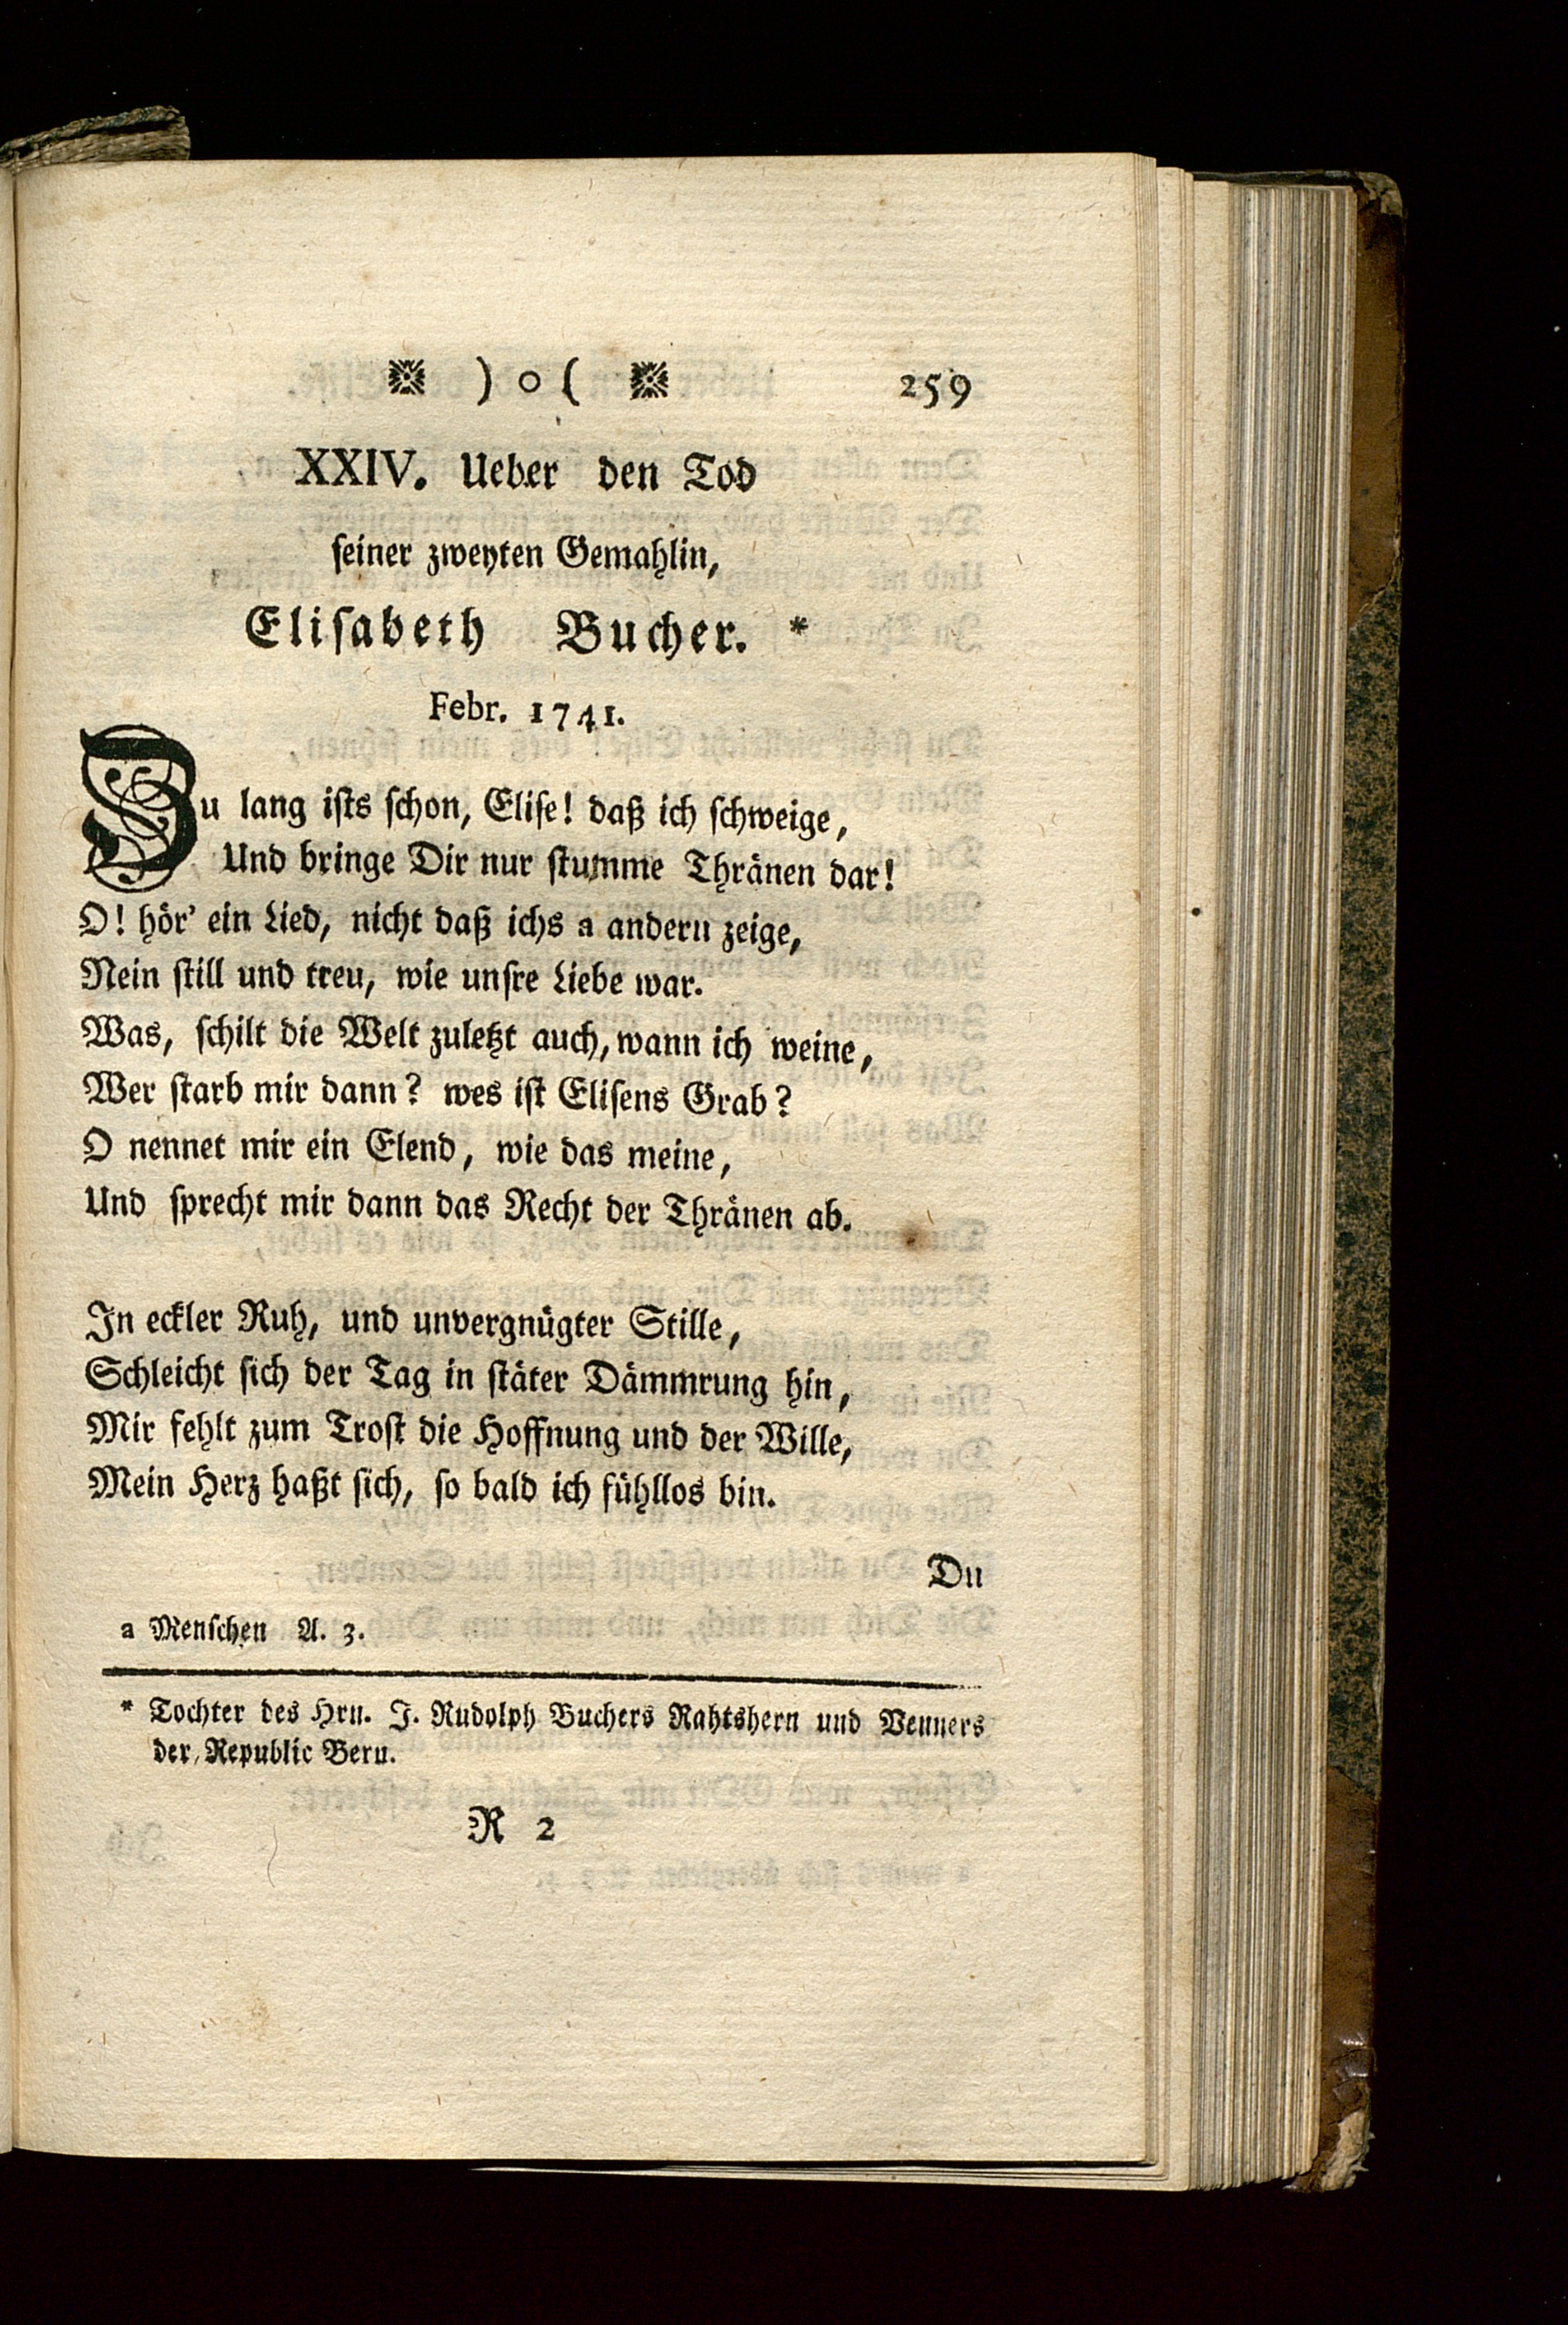 ※ ) o ( ※ 259
XXIV. Ueber den Tod
ſeiner zweyten Gemahlin,
Eliſabeth Bucher. *
Febr. 1741.
Zu lang iſts ſchon, Eliſe! daß ich ſchweige,
Und bringe Dir nur ſtumme Thränen dar!
O! hör' ein Lied, nicht daß ichs a andern zeige,
Nein ſtill und treu, wie unſre Liebe war.
Was, ſchilt die Welt zuletzt auch, wann ich weine,
Wer ſtarb mir dann? wes iſt Eliſens Grab?
O nennet mir ein Elend, wie das meine,
Und ſprecht mir dann das Recht der Thränen ab.
In eckler Ruh, und unvergnügter Stille,
Schleicht ſich der Tag in ſtäter Dämmrung hin,
Mir fehlt zum Troſt die Hoffnung und der Wille,
Mein Herz haßt ſich, ſo bald ich fühllos bin.
Du
a Menſchen A. 3.
* Tochter des Hrn. J. Rudolph Buchers Rahtshern und Venners
der Republic Bern.
R 2